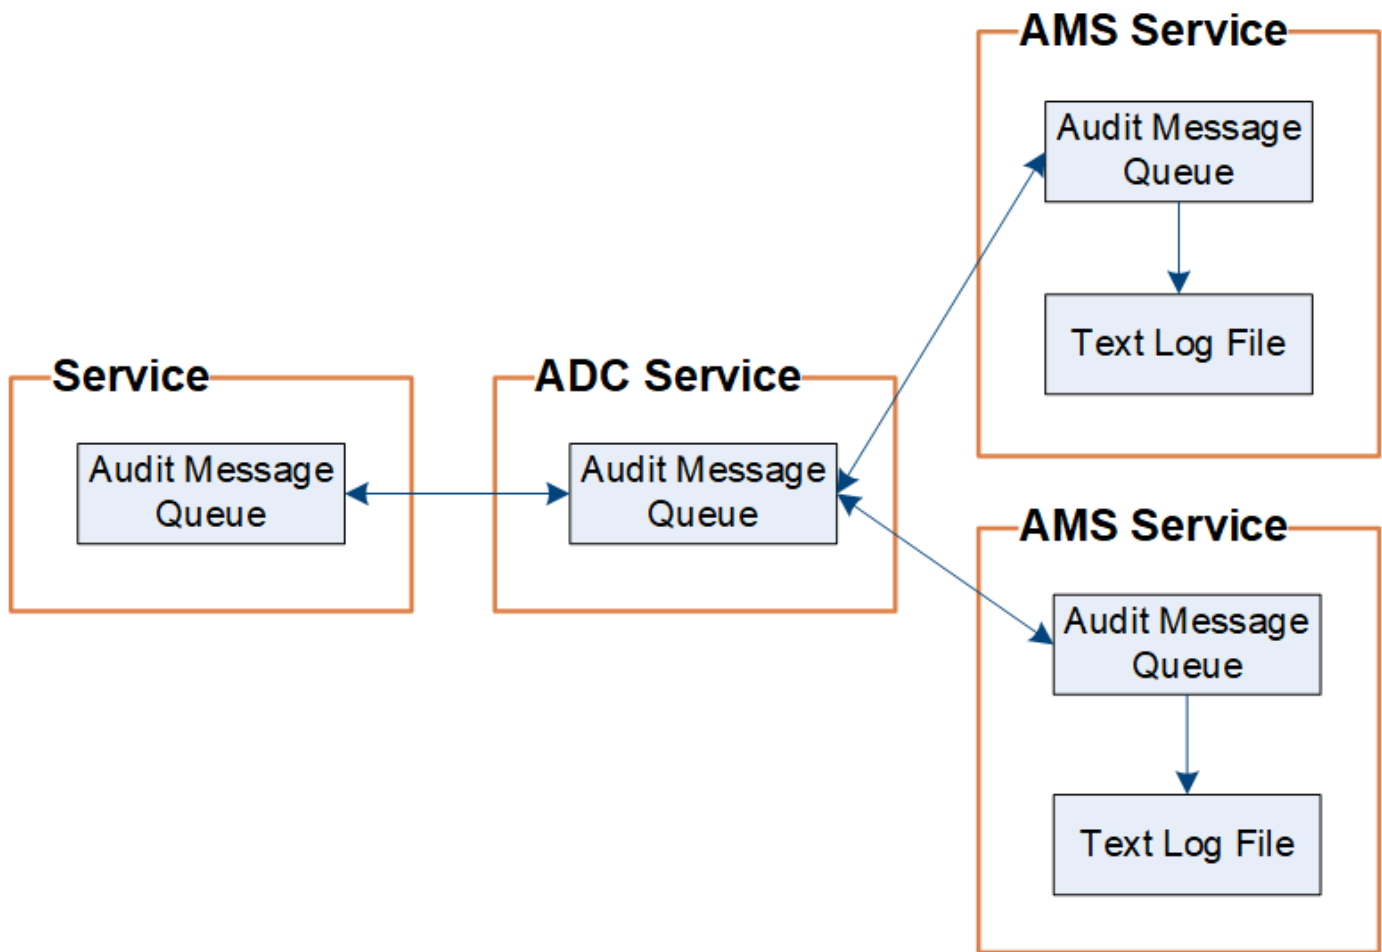 AMS Service
Audit Message
Queue
Text Log File
Service
Audit Message
Queue
ADC Service
Audit Message
Queue
AMS Service
Audit Message
Queue
Text Log File